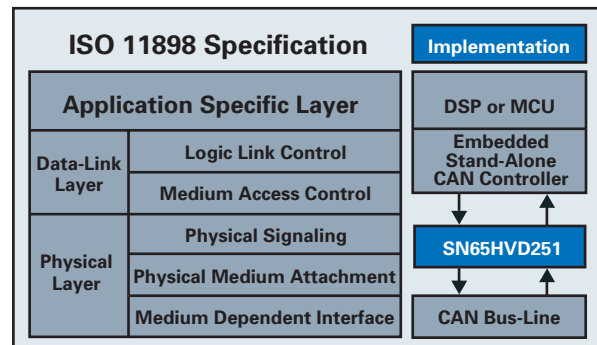 ISO 11898 Specification
Implementation
Application Specific Layer
Data-Link
Layer
Logic Link Control
Medium Access Control
Physical
Layer
Physical Signaling
Physical Medium Attachment
Medium Dependent Interface
DSP or MCU
Embedded
Stand-Alone
CAN Controller
SN65HVD251
CAN Bus-Line